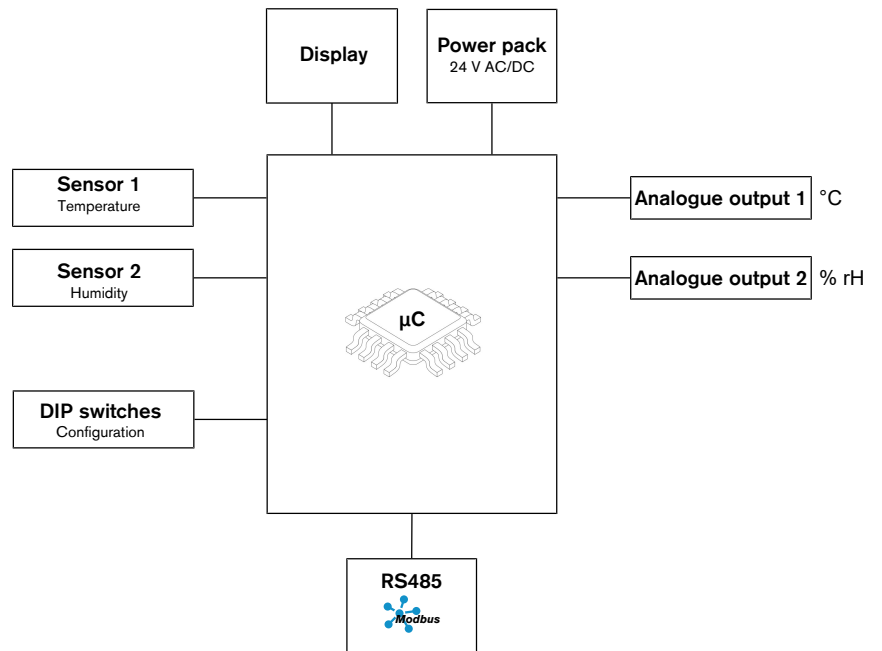 Display
Power pack
24 V AC/DC
Sensor 1
Temperature
Analogue output 1 °C
Sensor 2
Humidity
Analogue output 2 % rH
µC
DIP switches
Configuration
RS485
Modbus